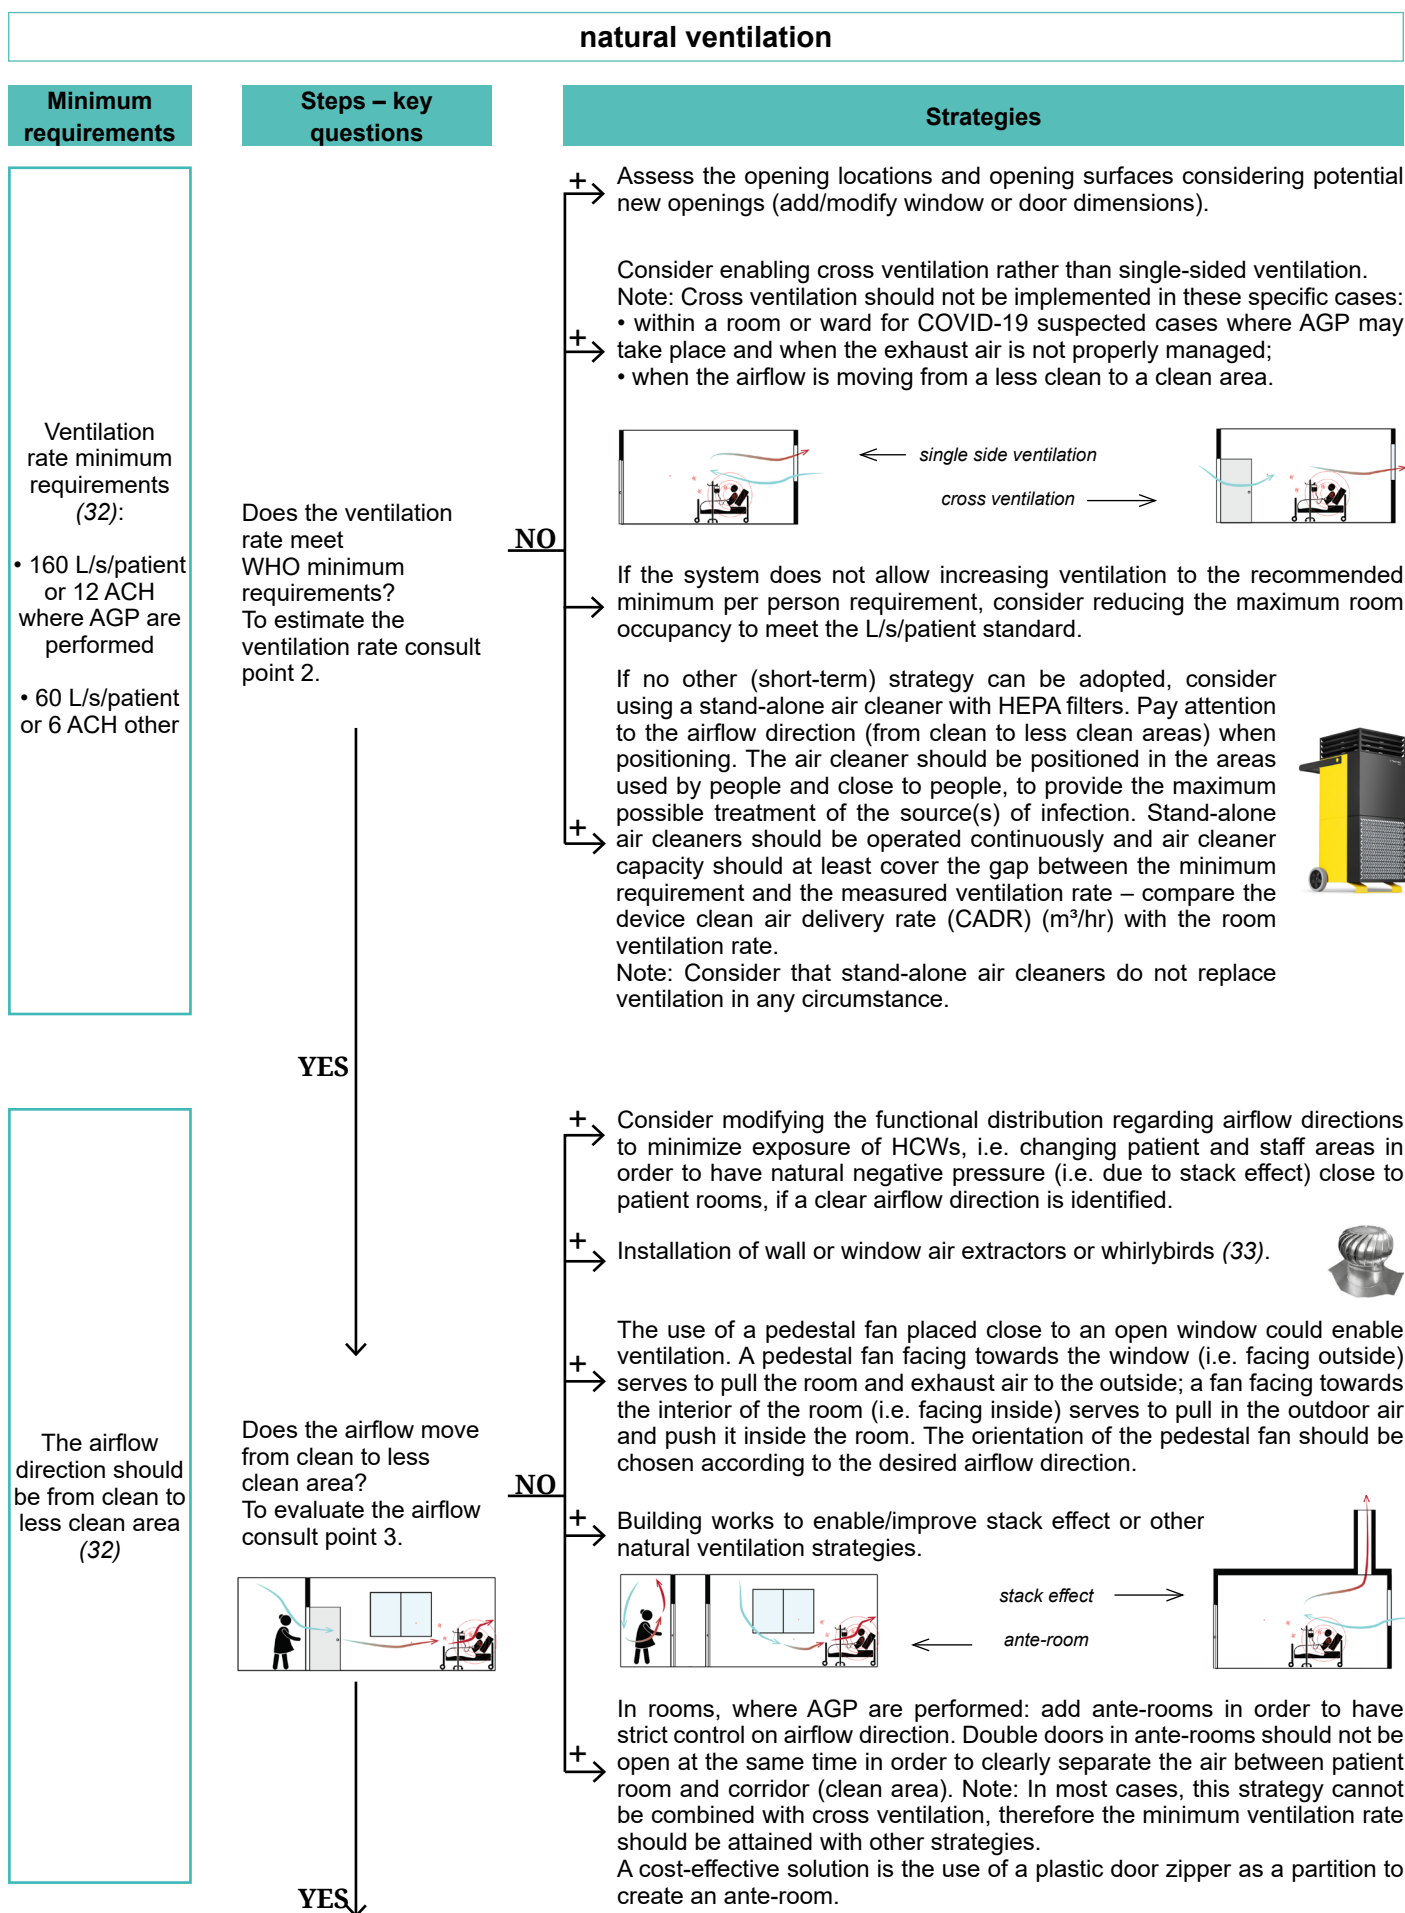 natural ventilation
Minimum
requirements
Steps – key
questions
Strategies
Ventilation
rate minimum
requirements
(32):
• 160 L/s/patient
or 12 ACH
where AGP are
performed
• 60 L/s/patient
or 6 ACH other
Does the ventilation
rate meet
WHO minimum
requirements?
To estimate the
ventilation rate consult
point 2.
NO
+
Assess the opening locations and opening surfaces considering potential
new openings (add/modify window or door dimensions).
Consider enabling cross ventilation rather than single-sided ventilation.
Note: Cross ventilation should not be implemented in these specific cases:
• within a room or ward for COVID-19 suspected cases where AGP may
+
take place and when the exhaust air is not properly managed;
• when the airflow is moving from a less clean to a clean area.
single side ventilation
cross ventilation
If the system does not allow increasing ventilation to the recommended
minimum per person requirement, consider reducing the maximum room
occupancy to meet the L/s/patient standard.
If no other (short-term) strategy can be adopted, consider
using a stand-alone air cleaner with HEPA filters. Pay attention
to the airflow direction (from clean to less clean areas) when
positioning. The air cleaner should be positioned in the areas
used by people and close to people, to provide the maximum
possible treatment of the source(s) of infection. Stand-alone
+
air cleaners should be operated continuously and air cleaner
capacity should at least cover the gap between the minimum
requirement and the measured ventilation rate – compare the
device clean air delivery rate (CADR) (m³/hr) with the room
ventilation rate.
Note: Consider that stand-alone air cleaners do not replace
ventilation in any circumstance.
YES
The airflow
direction should
be from clean to
less clean area
(32)
Does the airflow move
from clean to less
clean area?
To evaluate the airflow
consult point 3.
NO
+
Consider modifying the functional distribution regarding airflow directions
to minimize exposure of HCWs, i.e. changing patient and staff areas in
order to have natural negative pressure (i.e. due to stack effect) close to
patient rooms, if a clear airflow direction is identified.
+
Installation of wall or window air extractors or whirlybirds (33).
The use of a pedestal fan placed close to an open window could enable
ventilation. A pedestal fan facing towards the window (i.e. facing outside)
+
serves to pull the room and exhaust air to the outside; a fan facing towards
the interior of the room (i.e. facing inside) serves to pull in the outdoor air
and push it inside the room. The orientation of the pedestal fan should be
chosen according to the desired airflow direction.
+
Building works to enable/improve stack effect or other
natural ventilation strategies.
stack effect
ante-room
In rooms, where AGP are performed: add ante-rooms in order to have
strict control on airflow direction. Double doors in ante-rooms should not be
+
open at the same time in order to clearly separate the air between patient
room and corridor (clean area). Note: In most cases, this strategy cannot
be combined with cross ventilation, therefore the minimum ventilation rate
should be attained with other strategies.
A cost-effective solution is the use of a plastic door zipper as a partition to
create an ante-room.
YES